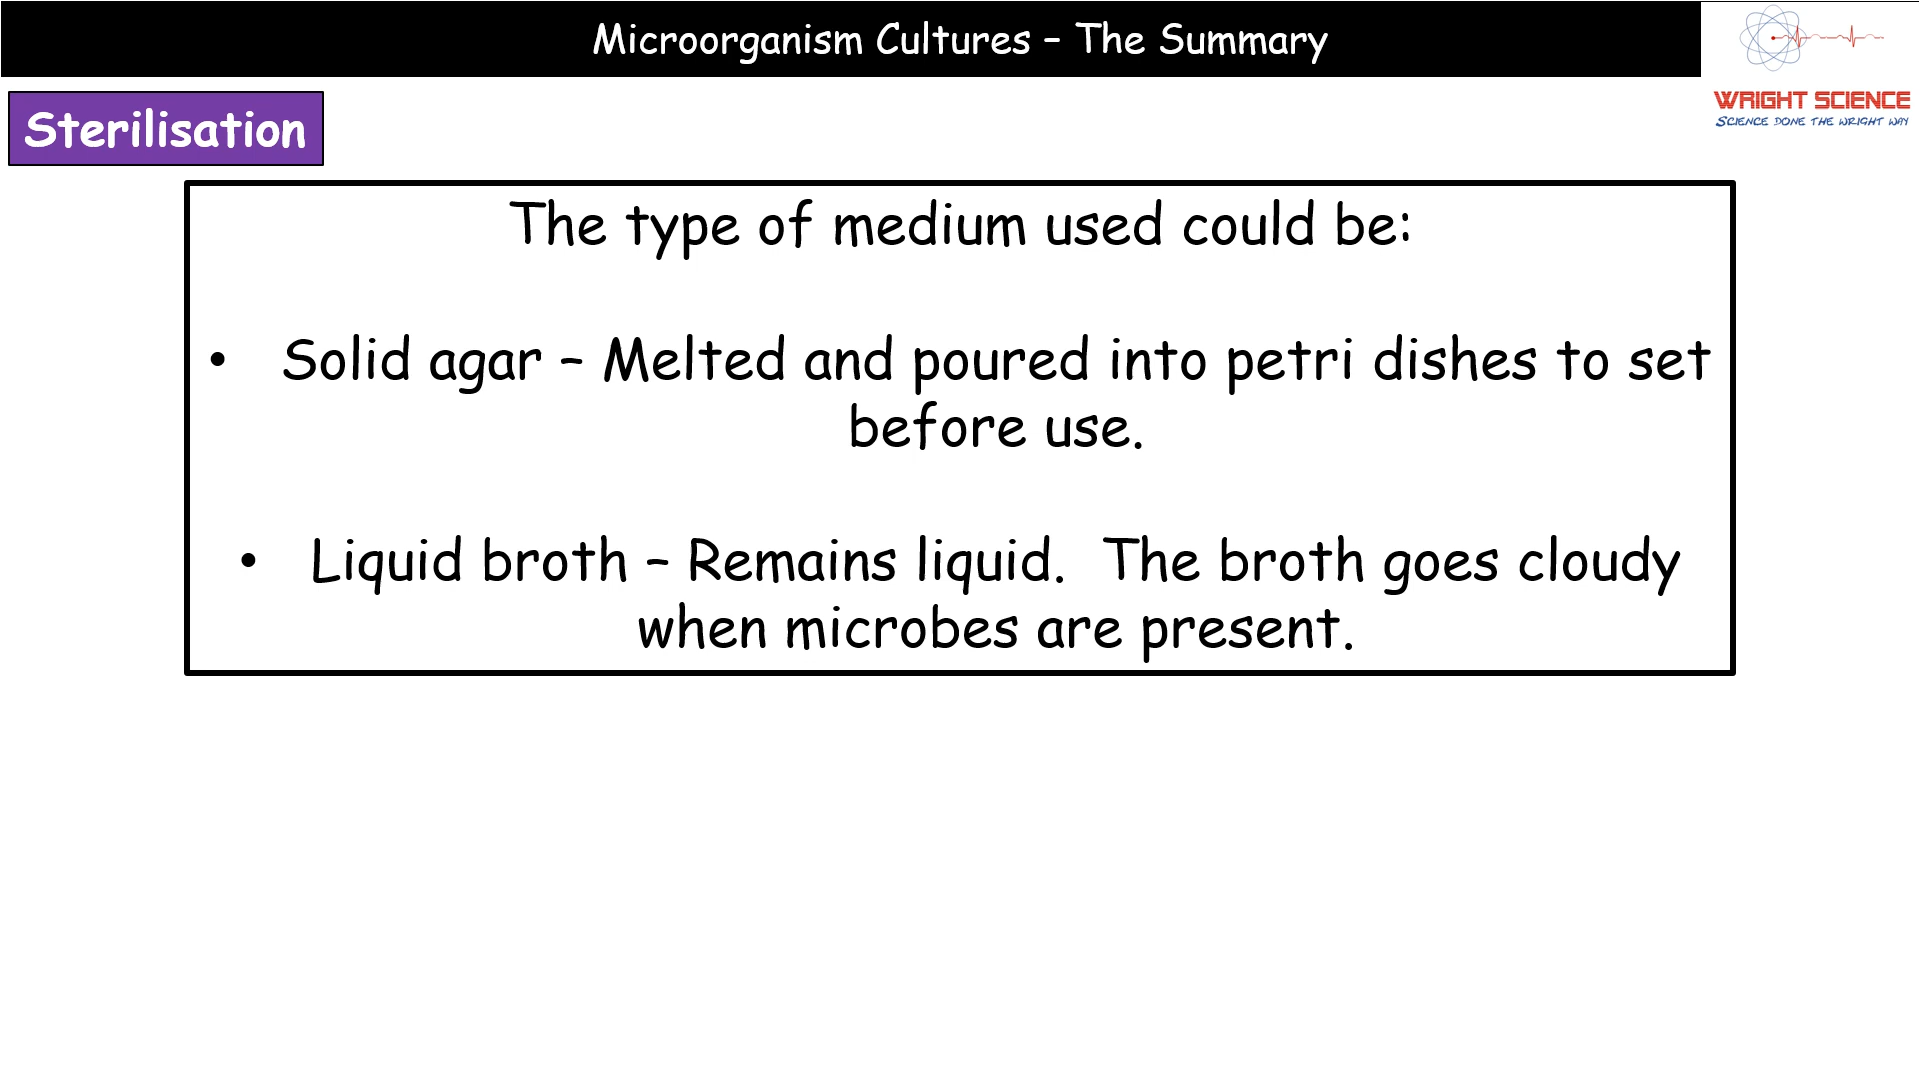 Microorganism Cultures – The Summary
WRIGHT SCIENCE
SCIENCE DONE THE WRIGHT WAY
Sterilisation
The type of medium used could be:
• Solid agar – Melted and poured into petri dishes to set
before use.
• Liquid broth – Remains liquid.  The broth goes cloudy
when microbes are present.